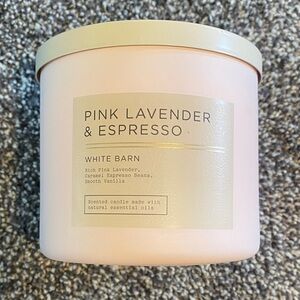 PINK LAVENDER
& ESPRESSO
WHITE BARN
Rich Pink Lavender,
Caramel Espresso Beans,
Smooth Vanilla
Scented candle made with
natural essential oils